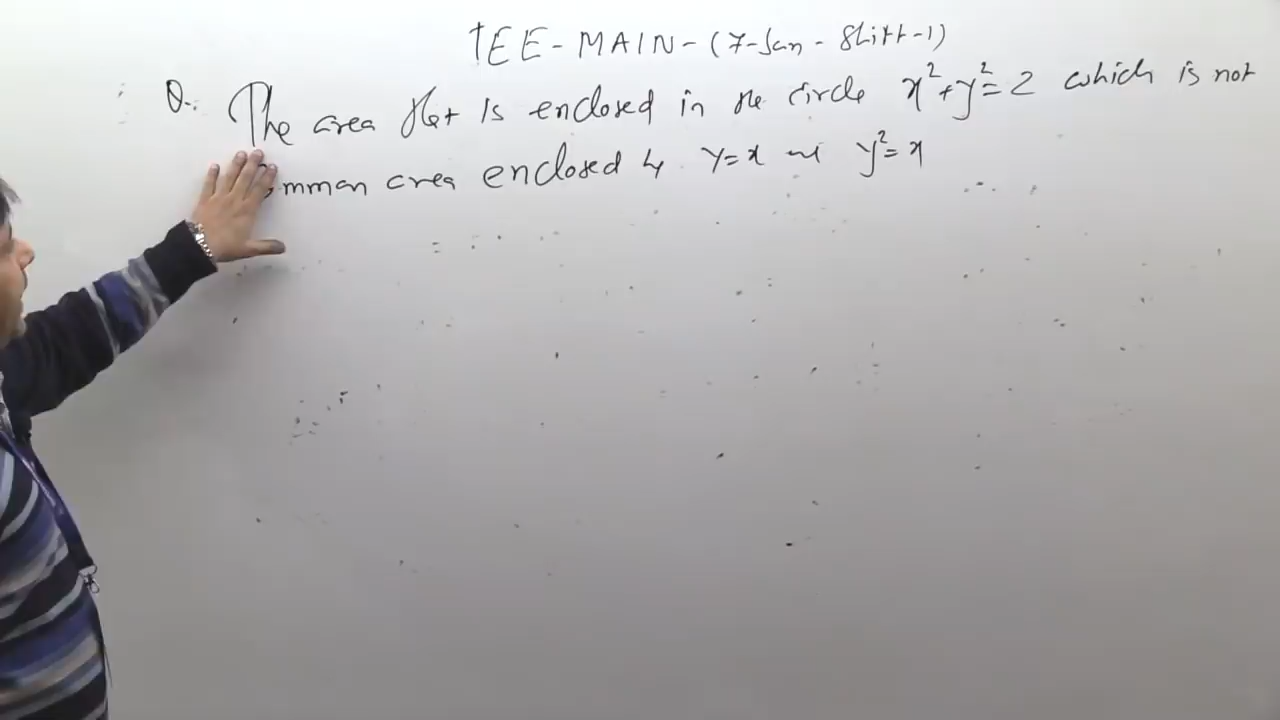 JEE-MAIN-(7-Jan-Shift-1)
Q. The area that is enclosed in the circle x²+y²=2 which is not
common area enclosed by y=x and y²=x